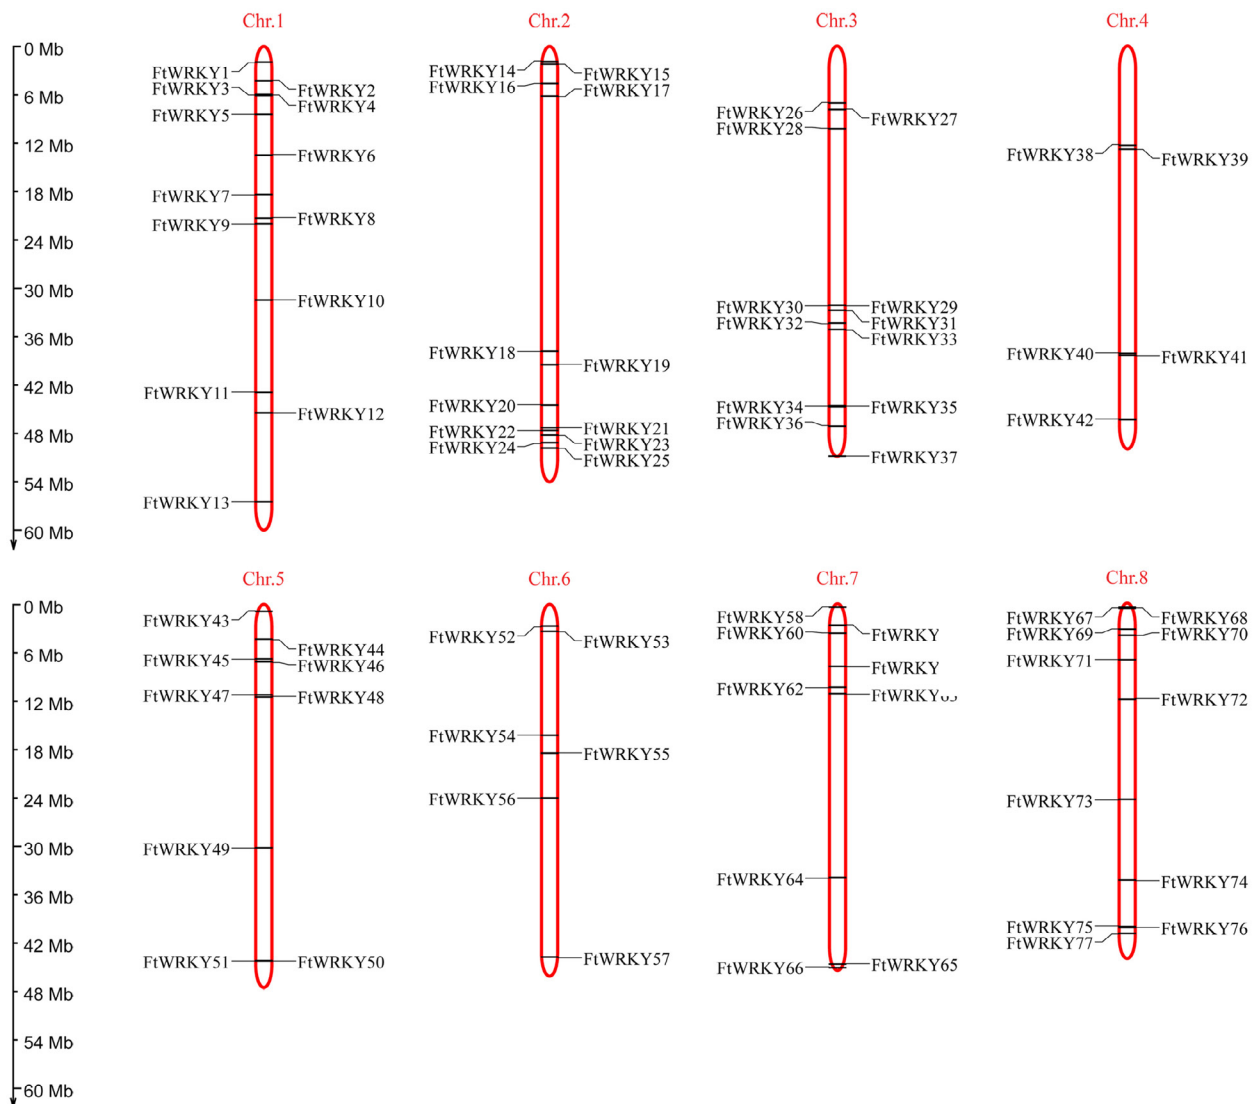 Chr.1
Chr.2
Chr.3
Chr.4
0 Mb
6 Mb
12 Mb
18 Mb
24 Mb
30 Mb
36 Mb
42 Mb
48 Mb
54 Mb
60 Mb
FtWRKY1
FtWRKY3
FtWRKY2
FtWRKY4
FtWRKY5
FtWRKY6
FtWRKY7
FtWRKY8
FtWRKY9
FtWRKY10
FtWRKY11
FtWRKY12
FtWRKY13
FtWRKY14
FtWRKY15
FtWRKY16
FtWRKY17
FtWRKY18
FtWRKY19
FtWRKY20
FtWRKY21
FtWRKY22
FtWRKY23
FtWRKY24
FtWRKY25
FtWRKY26
FtWRKY27
FtWRKY28
FtWRKY30
FtWRKY29
FtWRKY32
FtWRKY31
FtWRKY33
FtWRKY34
FtWRKY35
FtWRKY36
FtWRKY37
FtWRKY38
FtWRKY39
FtWRKY40
FtWRKY41
FtWRKY42
Chr.5
Chr.6
Chr.7
Chr.8
0 Mb
6 Mb
12 Mb
18 Mb
24 Mb
30 Mb
36 Mb
42 Mb
48 Mb
54 Mb
60 Mb
FtWRKY43
FtWRKY44
FtWRKY45
FtWRKY46
FtWRKY47
FtWRKY48
FtWRKY49
FtWRKY51
FtWRKY50
FtWRKY52
FtWRKY53
FtWRKY54
FtWRKY55
FtWRKY56
FtWRKY57
FtWRKY58
FtWRKY60
FtWRKY
FtWRKY
FtWRKY62
FtWRKY64
FtWRKY66
FtWRKY65
FtWRKY67
FtWRKY68
FtWRKY69
FtWRKY70
FtWRKY71
FtWRKY72
FtWRKY73
FtWRKY74
FtWRKY75
FtWRKY76
FtWRKY77